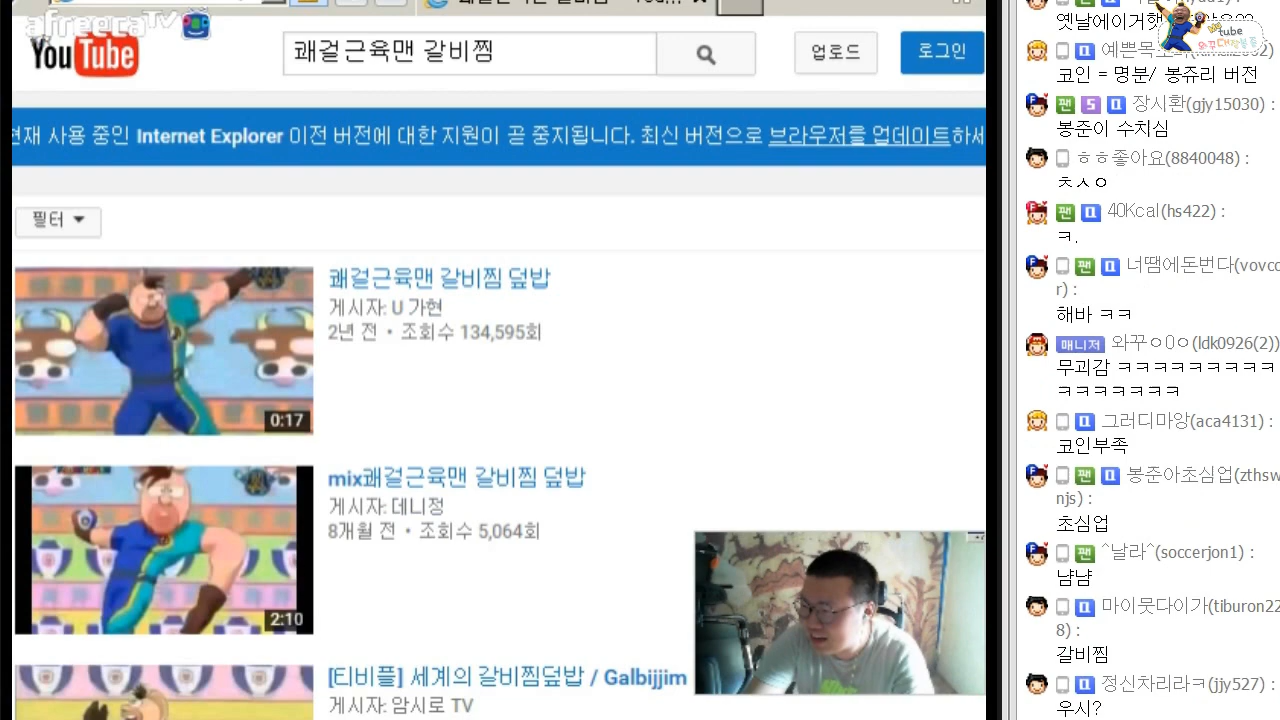 afreecaTV
YouTube
쾌걸근육맨 갈비찜
업로드
로그인
현재 사용 중인 Internet Explorer 이전 버전에 대한 지원이 곧 중지됩니다. 최신 버전으로 브라우저를 업데이트하세
필터
쾌걸근육맨 갈비찜 덮밥
게시자: U 가현
2년 전 • 조회수 134,595회
0:17
mix쾌걸근육맨 갈비찜 덮밥
게시자: 데니정
8개월 전 • 조회수 5,064회
2:10
[티비플] 세계의 갈비찜덮밥 / Galbijjim
게시자: 암시로 TV
tube
코인 = 명분/ 봉쥬리 버전
팬 S 장시환(gjy15030) :
봉준이 수치심
ㅎㅎ좋아요(8840048) :
ㅊㅅㅇ
팬 40Kcal(hs422) :
ㅋ.
팬 너땜에돈번다(vovco
r) :
해바 ㅋㅋ
매니저 와꾸ㅇ0ㅇ(ldk0926(2))
무괴감 ㅋㅋㅋㅋㅋㅋㅋㅋㅋ
ㅋㅋㅋㅋㅋㅋㅋ
그러디마앙(aca4131) :
코인부족
팬 봉준아초심업(zthsw
njs) :
초심업
팬 ^날라^(soccerjon1) :
냠냠
마이뭇다이가(tiburon22
8) :
갈비찜
정신차리라ㅋ(jjy527) :
우시?